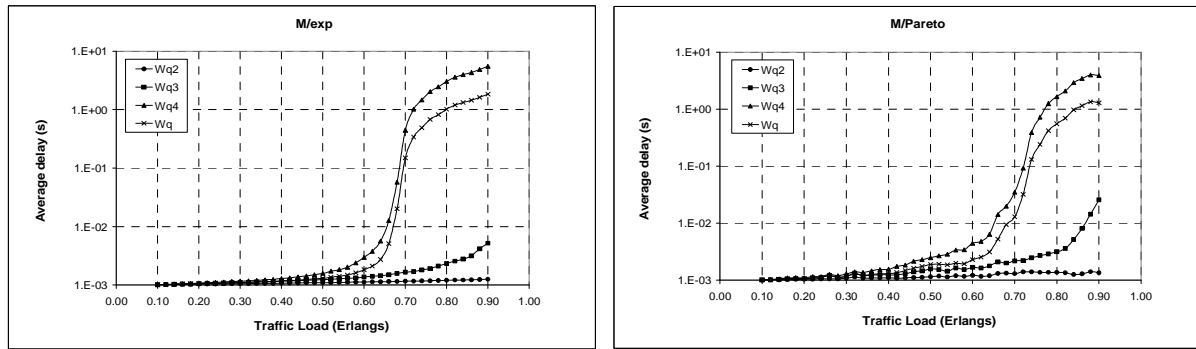 M/exp
1.E+01
1.E+00
1.E-01
1.E-02
1.E-03
Average delay (s)
Wq2
Wq3
Wq4
Wq
0.00 0.10 0.20 0.30 0.40 0.50 0.60 0.70 0.80 0.90 1.00
Traffic Load (Erlangs)
M/Pareto
1.E+01
1.E+00
1.E-01
1.E-02
1.E-03
Average delay (s)
Wq2
Wq3
Wq4
Wq
0.00 0.10 0.20 0.30 0.40 0.50 0.60 0.70 0.80 0.90 1.00
Traffic Load (Erlangs)